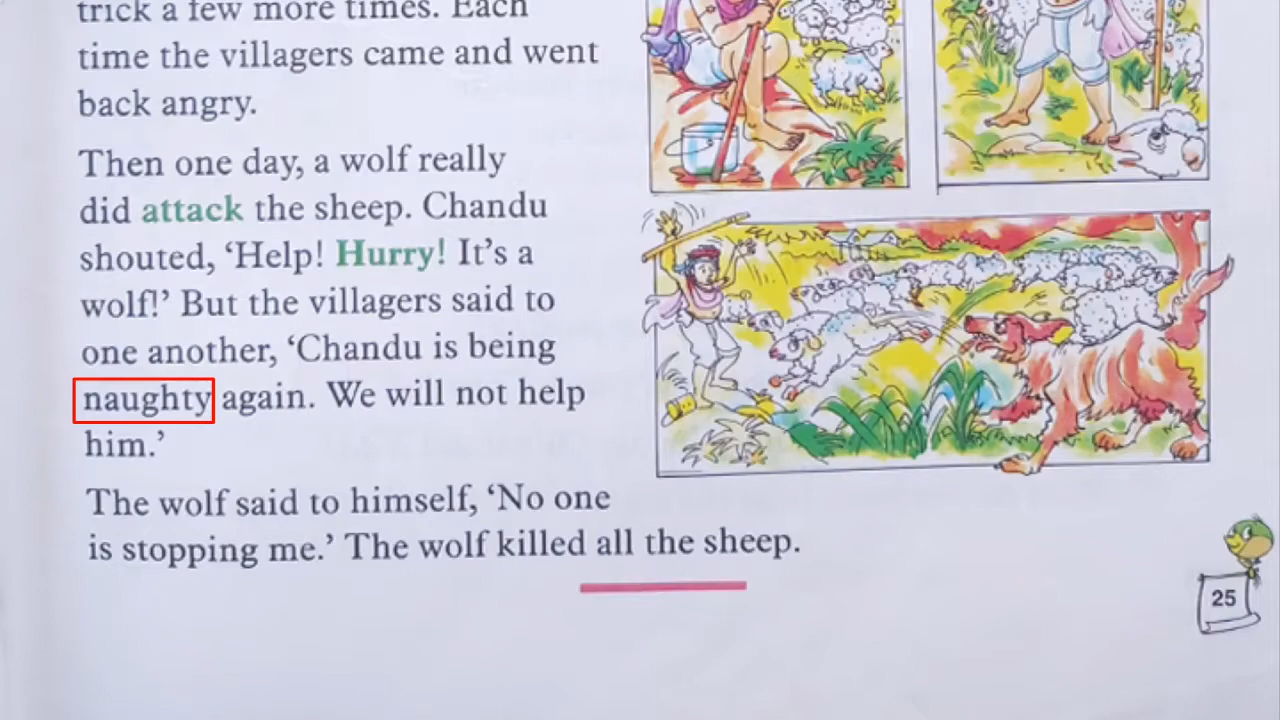 trick a few more times. Each
time the villagers came and went
back angry.
Then one day, a wolf really
did attack the sheep. Chandu
shouted, ‘Help! Hurry! It’s a
wolf!’ But the villagers said to
one another, ‘Chandu is being
naughty again. We will not help
him.’
The wolf said to himself, ‘No one
is stopping me.’ The wolf killed all the sheep.
25